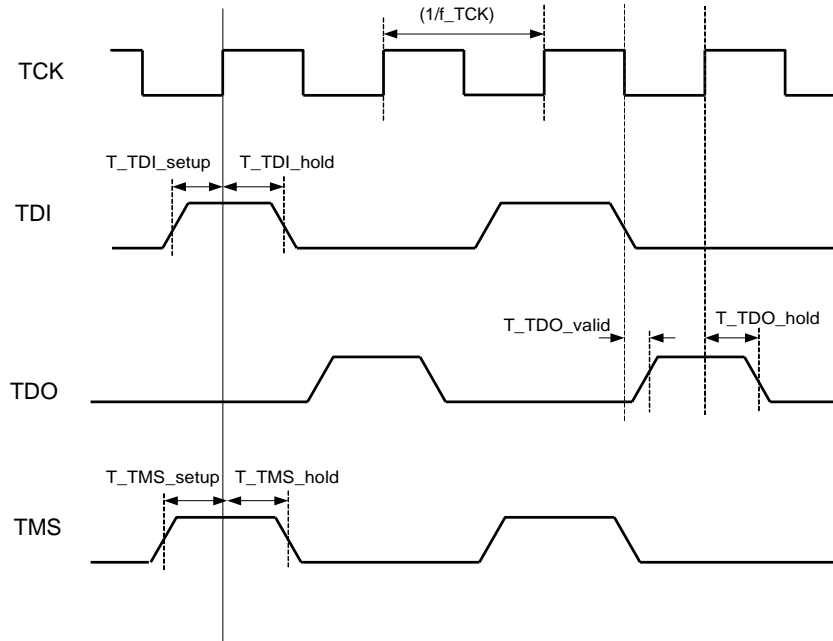 (1/f_TCK)
TCK
T_TDI_setup
T_TDI_hold
TDI
T_TDO_valid
T_TDO_hold
TDO
T_TMS_setup
T_TMS_hold
TMS